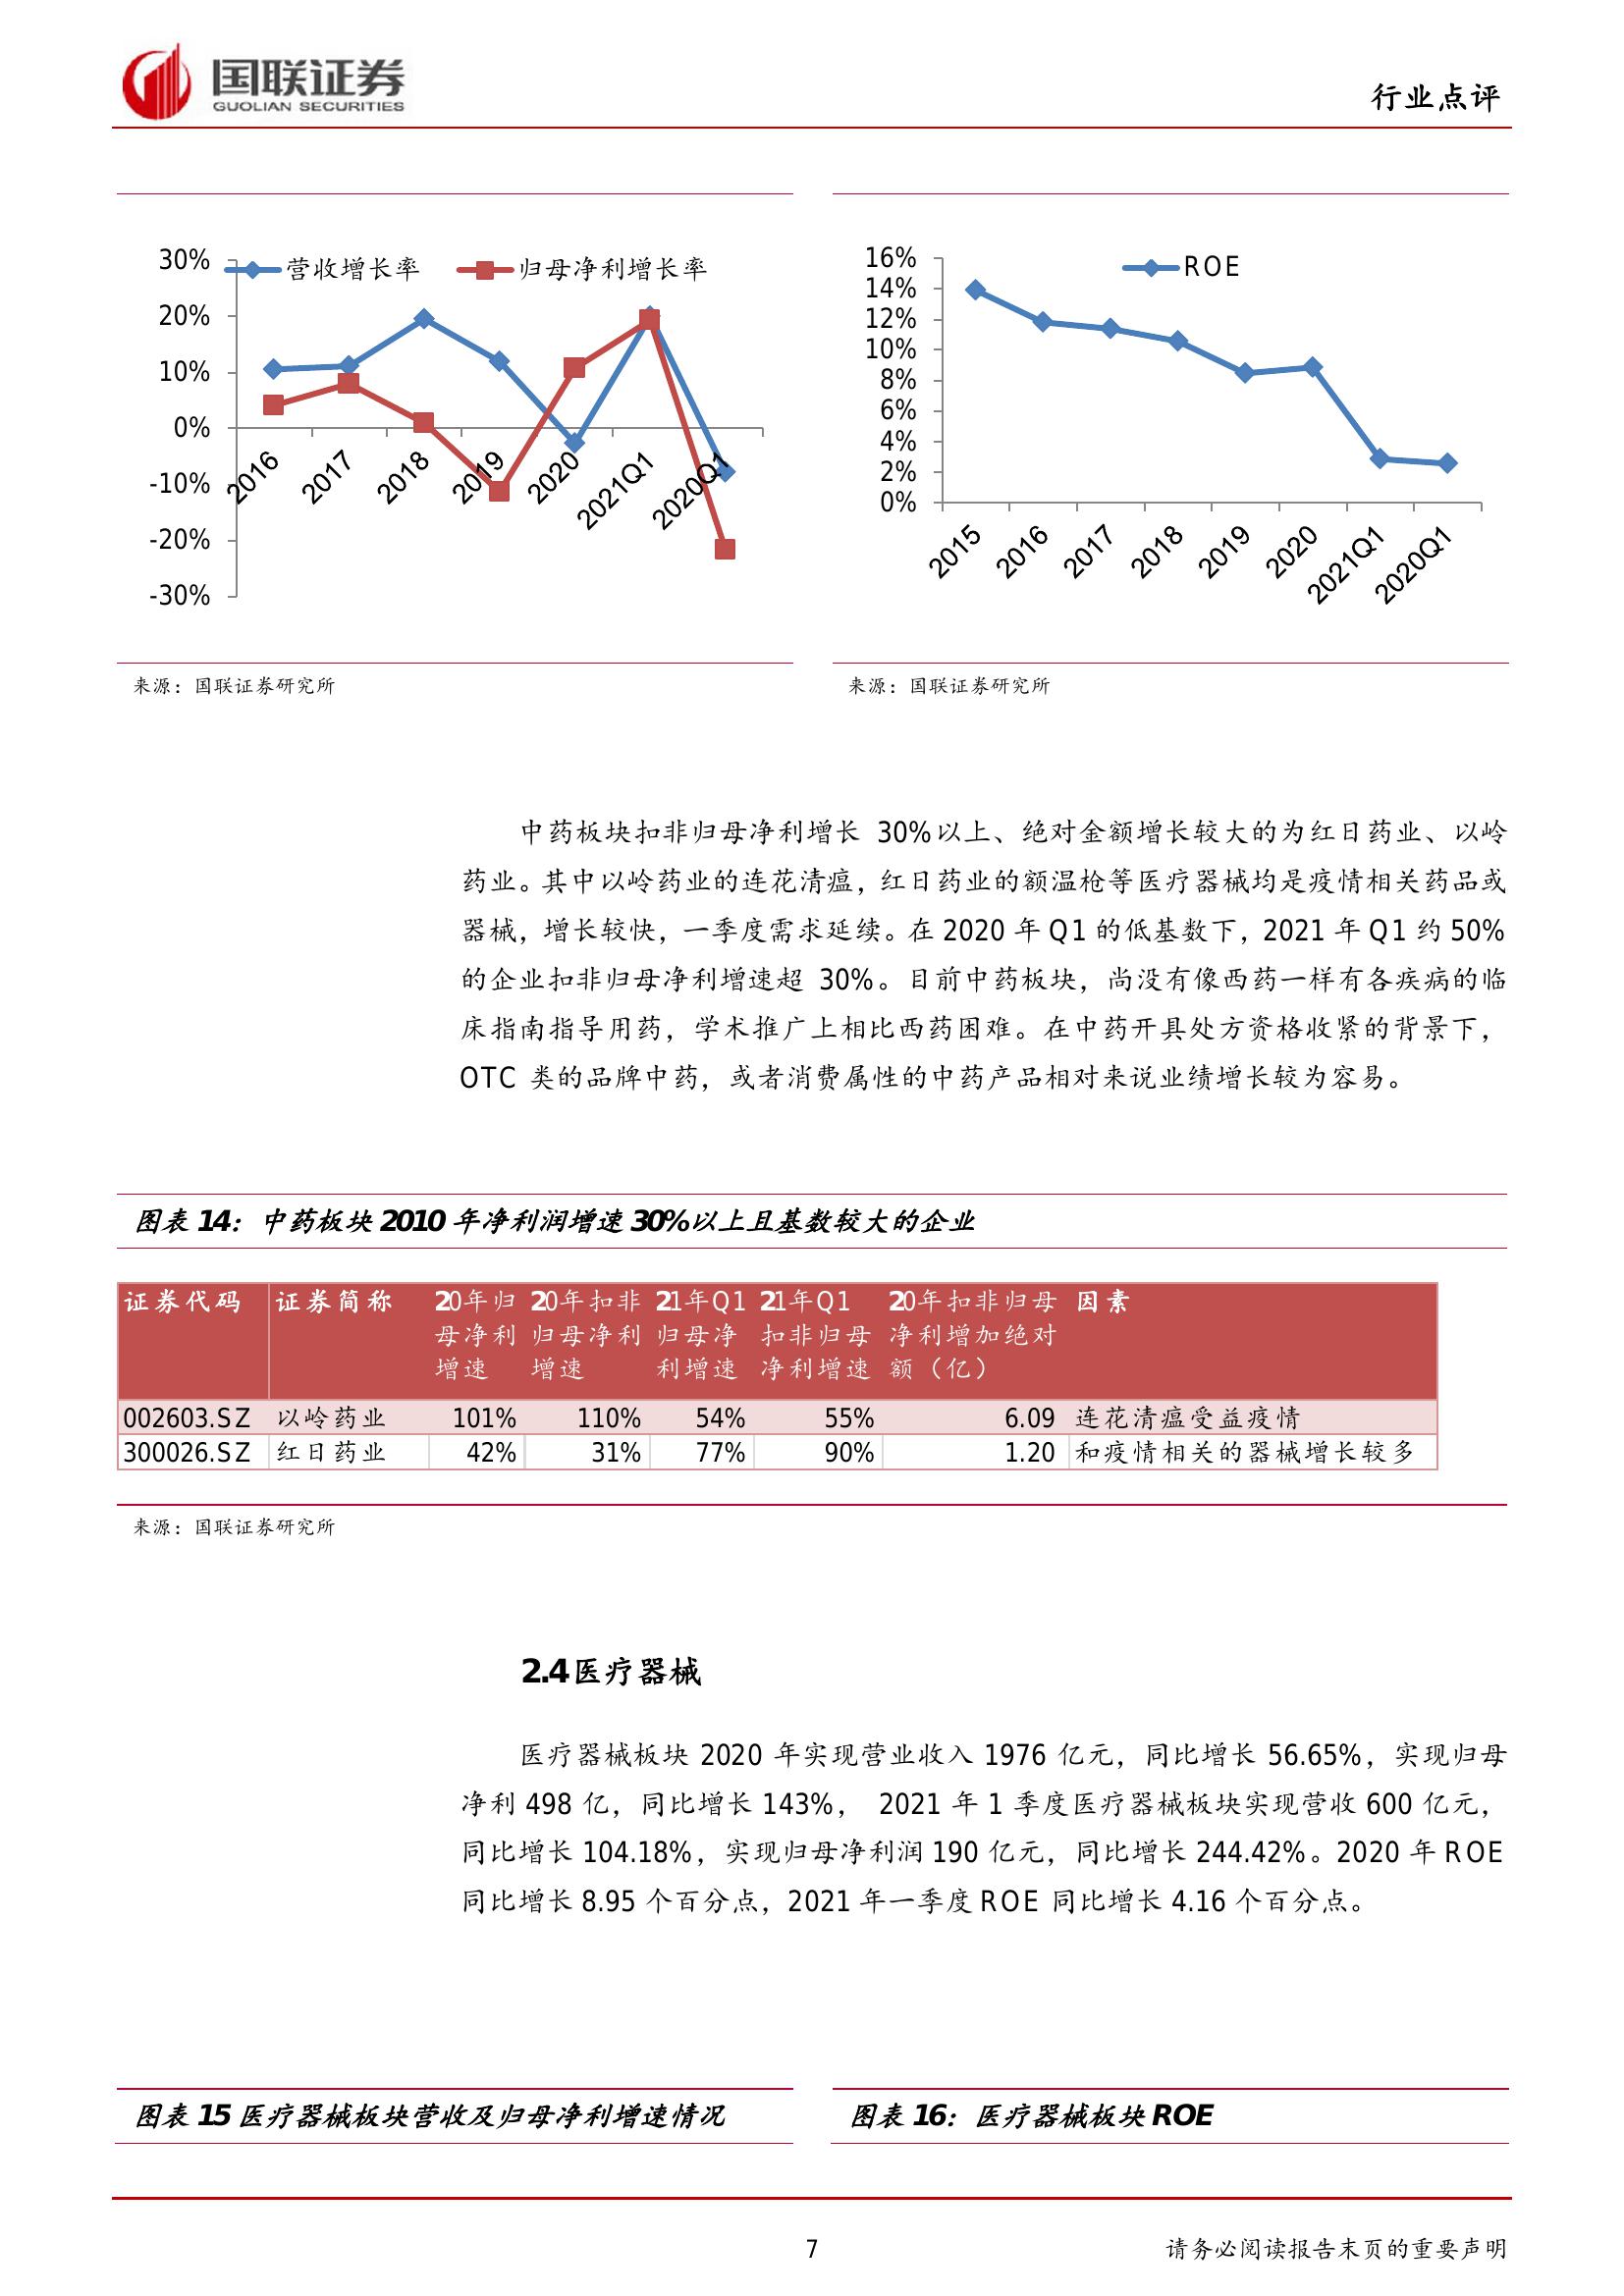 国联证券
GUOLIAN SECURITIES
行业点评
30%
20%
10%
0%
-10%
-20%
-30%
营收增长率
归母净利增长率
2016
2017
2018
2019
2020
2021Q1
2020Q1
16%
14%
12%
10%
8%
6%
4%
2%
0%
ROE
2015
2016
2017
2018
2019
2020
2021Q1
2020Q1
来源：国联证券研究所
来源：国联证券研究所
中药板块扣非归母净利增长 30%以上、绝对金额增长较大的为红日药业、以岭
药业。其中以岭药业的连花清瘟，红日药业的额温枪等医疗器械均是疫情相关药品或
器械，增长较快，一季度需求延续。在 2020 年 Q1 的低基数下，2021 年 Q1 约 50%
的企业扣非归母净利增速超 30%。目前中药板块，尚没有像西药一样有各疾病的临
床指南指导用药，学术推广上相比西药困难。在中药开具处方资格收紧的背景下，
OTC 类的品牌中药，或者消费属性的中药产品相对来说业绩增长较为容易。
图表 14：中药板块 2010 年净利润增速 30%以上且基数较大的企业
证券代码 证券简称 20年归母净利增速 20年扣非归母净利增速 21年Q1归母净利增速 21年Q1扣非归母净利增速 20年扣非归母净利增加绝对额（亿） 因素
002603.SZ 以岭药业 101% 110% 54% 55% 6.09 连花清瘟受益疫情
300026.SZ 红日药业 42% 31% 77% 90% 1.20 和疫情相关的器械增长较多
来源：国联证券研究所
2.4 医疗器械
医疗器械板块 2020 年实现营业收入 1976 亿元，同比增长 56.65%，实现归母
净利 498 亿，同比增长 143%， 2021 年 1 季度医疗器械板块实现营收 600 亿元，
同比增长 104.18%，实现归母净利润 190 亿元，同比增长 244.42%。2020 年 ROE
同比增长 8.95 个百分点，2021 年一季度 ROE 同比增长 4.16 个百分点。
图表 15 医疗器械板块营收及归母净利增速情况
图表 16：医疗器械板块 ROE
7
请务必阅读报告末页的重要声明